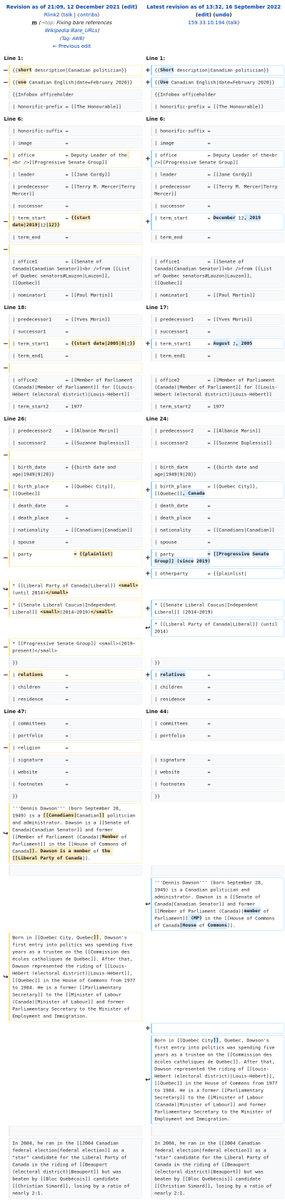 Revision as of 21:09, 12 December 2021 (edit)
Rlink2 (talk | contribs)
m (→top: Fixing bare references
Wikipedia:Bare_URLs)
(Tag: AWB)
← Previous edit
Latest revision as of 13:32, 16 September 2022
(edit) (undo)
159.33.10.194 (talk)
Line 1:
− {{Short description|Canadian politician}}
− {{use Canadian English|date=February 2020}}
{{Infobox officeholder
| honorific-prefix = [[The Honourable]]
Line 1:
+ {{Short description|Canadian politician}}
+ {{Use Canadian English|date=February 2020}}
{{Infobox officeholder
| honorific-prefix = [[The Honourable]]
Line 6:
| honorific-suffix =
| image =
− | office = Deputy Leader of the
<br />[[Progressive Senate Group]]
| leader = [[Jane Cordy]]
| predecessor = [[Terry M. Mercer|Terry
Mercer]]
| successor =
− | term_start = {{start
date|2019|12|12}}
−
| term_end =
| office1 = [[Senate of
Canada|Canadian Senator]]<br />from [[List
of Quebec senators#Lauzon|Lauzon]],
[[Quebec]]
| nominator1 = [[Paul Martin]]
Line 6:
| honorific-suffix =
| image =
+ | office = Deputy Leader of the<br
/>[[Progressive Senate Group]]
| leader = [[Jane Cordy]]
| predecessor = [[Terry M. Mercer|Terry
Mercer]]
| successor =
+ | term_start = December 12, 2019
| term_end =
| office1 = [[Senate of
Canada|Canadian Senator]]<br />from [[List
of Quebec senators#Lauzon|Lauzon]],
[[Quebec]]
| nominator1 = [[Paul Martin]]
Line 18:
| predecessor1 = [[Yves Morin]]
| successor1 =
− | term_start1 = {{start date|2005|8|2}}
| term_end1 =
−
| office2 = [[Member of Parliament
(Canada)|Member of Parliament]] for [[Louis-
Hébert (electoral district)|Louis-Hébert]]
| term_start2 = 1977
Line 17:
| predecessor1 = [[Yves Morin]]
| successor1 =
+ | term_start1 = August 2, 2005
| term_end1 =
| office2 = [[Member of Parliament
(Canada)|Member of Parliament]] for [[Louis-
Hébert (electoral district)|Louis-Hébert]]
| term_start2 = 1977
Line 26:
| predecessor2 = [[Albanie Morin]]
| successor2 = [[Suzanne Duplessis]]
−
| birth_date = {{birth date and
age|1949|9|28}}
− | birth_place = [[Quebec City]],
[[Quebec]]
| death_date =
| death_place =
| nationality = [[Canadians|Canadian]]
| spouse =
− | party = {{plainlist|
* [[Liberal Party of Canada|Liberal]] <small>
(until 2014)</small>
− * [[Senate Liberal Caucus|Independent
Liberal]] <small>(2014–2019)</small>
− * [[Progressive Senate Group]] <small>(2019–
present)</small>
}}
− | relations =
| children =
| residence =
Line 24:
| predecessor2 = [[Albanie Morin]]
| successor2 = [[Suzanne Duplessis]]
| birth_date = {{birth date and
age|1949|9|28}}
+ | birth_place = [[Quebec City]],
[[Quebec]], Canada
| death_date =
| death_place =
| nationality = [[Canadians|Canadian]]
| spouse =
+ | party = [[Progressive Senate
Group]] (since 2019)
+ | otherparty = {{plainlist|
+ * [[Senate Liberal Caucus|Independent
Liberal]] (2014–2019)
* [[Liberal Party of Canada|Liberal]] (until
2014)
}}
+ | relatives =
| children =
| residence =
Line 47:
| committees =
| portfolio =
− | religion =
| signature =
| website =
| footnotes =
}}
'''Dennis Dawson''' (born September 28,
1949) is a [[Canadians|Canadian]] politician
and administrator. Dawson is a [[Senate of
Canada|Canadian Senator]] and former
[[Member of Parliament (Canada)|Member of
Parliament]] in the [[House of Commons of
Canada]]. Dawson is a member of the
[[Liberal Party of Canada]].
Born in [[Quebec City, Quebec]], Dawson's
first entry into politics was spending five
years as a trustee on the [[Commission des
écoles catholiques de Québec]]. After that,
Dawson represented the riding of [[Louis-
Hébert (electoral district)|Louis-Hébert]],
[[Quebec]] in the House of Commons from 1977
to 1984. He is a former [[Parliamentary
Secretary]] to the [[Minister of Labour
(Canada)|Minister of Labour]] and former
Parliamentary Secretary to the Minister of
Employment and Immigration.
In 2004, he ran in the [[2004 Canadian
federal election|federal election]] as a
"star" candidate for the Liberal Party of
Canada in the riding of [[Beauport
(electoral district)|Beauport]] but was
beaten by [[Bloc Québécois]] candidate
[[Christian Simard]], losing by a ratio of
nearly 2:1.
Line 44:
| committees =
| portfolio =
| signature =
| website =
| footnotes =
}}
'''Dennis Dawson''' (born September 28,
1949) is a Canadian politician and
administrator. Dawson is a [[Senate of
Canada|Canadian Senator]] and former
[[Member of Parliament (Canada)|member of
Parliament]] (MP) in the [[House of Commons
of Canada|House of Commons]].
+
Born in [[Quebec City]], Quebec, Dawson's
first entry into politics was spending five
years as a trustee on the [[Commission des
écoles catholiques de Québec]]. After that,
Dawson represented the riding of [[Louis-
Hébert (electoral district)|Louis-Hébert]],
[[Quebec]] in the House of Commons from 1977
to 1984. He is a former [[Parliamentary
Secretary]] to the [[Minister of Labour
(Canada)|Minister of Labour]] and former
Parliamentary Secretary to the Minister of
Employment and Immigration.
In 2004, he ran in the [[2004 Canadian
federal election|federal election]] as a
"star" candidate for the Liberal Party of
Canada in the riding of [[Beauport
(electoral district)|Beauport]] but was
beaten by [[Bloc Québécois]] candidate
[[Christian Simard]], losing by a ratio of
nearly 2:1.